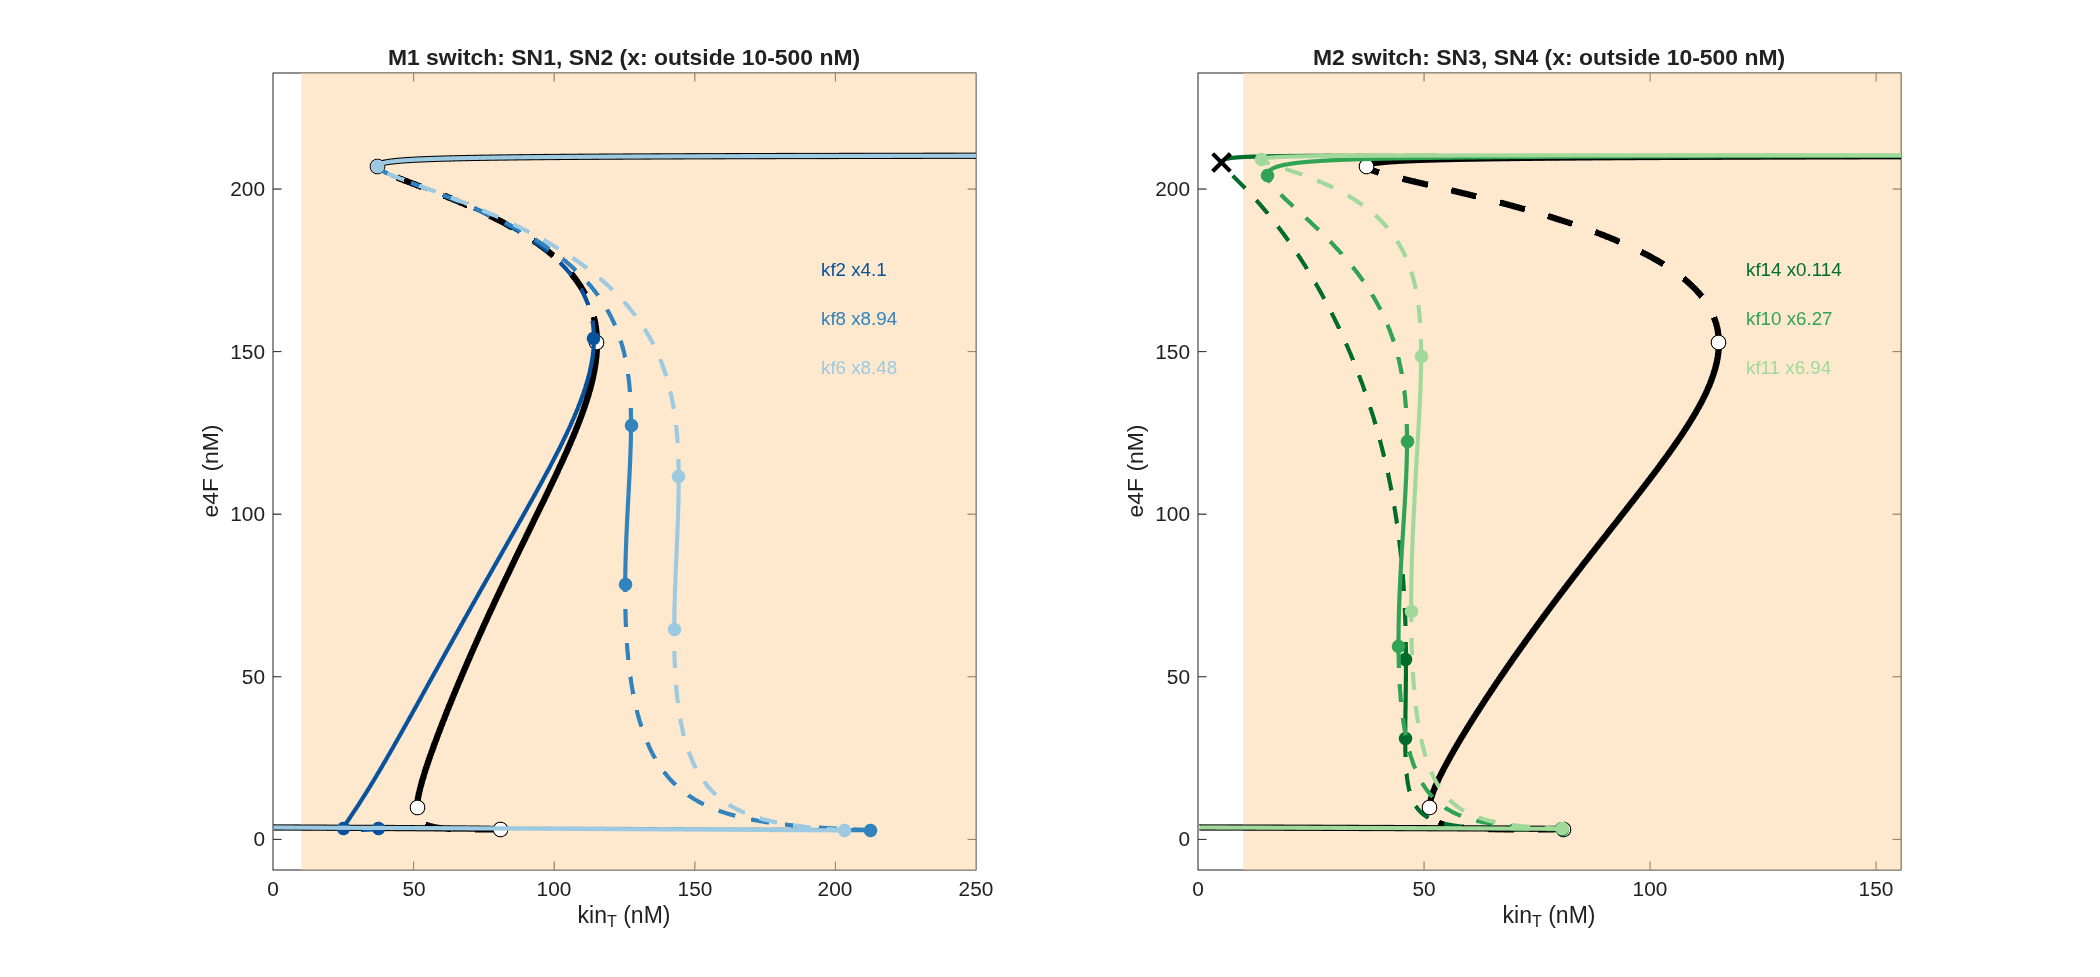 M1 switch: SN1, SN2 (x: outside 10-500 nM)
200
150
100
50
0
e4F (nM)
kf2 x4.1
kf8 x8.94
kf6 x8.48
0 50 100 150 200 250
kinT (nM)
M2 switch: SN3, SN4 (x: outside 10-500 nM)
200
150
100
50
0
e4F (nM)
kf14 x0.114
kf10 x6.27
kf11 x6.94
0 50 100 150
kinT (nM)